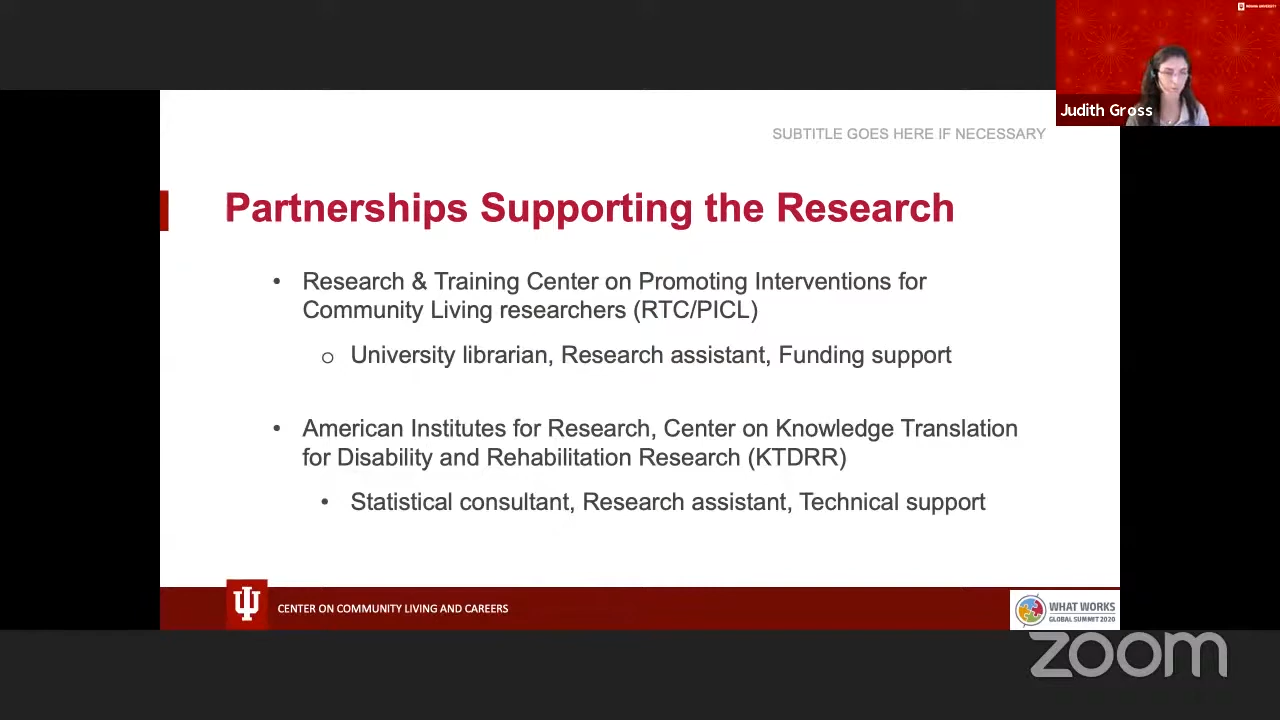 INDIANA UNIVERSITY
Judith Gross
SUBTITLE GOES HERE IF NECESSARY
Partnerships Supporting the Research
• Research & Training Center on Promoting Interventions for
Community Living researchers (RTC/PICL)
o University librarian, Research assistant, Funding support
• American Institutes for Research, Center on Knowledge Translation
for Disability and Rehabilitation Research (KTDRR)
• Statistical consultant, Research assistant, Technical support
CENTER ON COMMUNITY LIVING AND CAREERS
WHAT WORKS
GLOBAL SUMMIT 2020
zoom